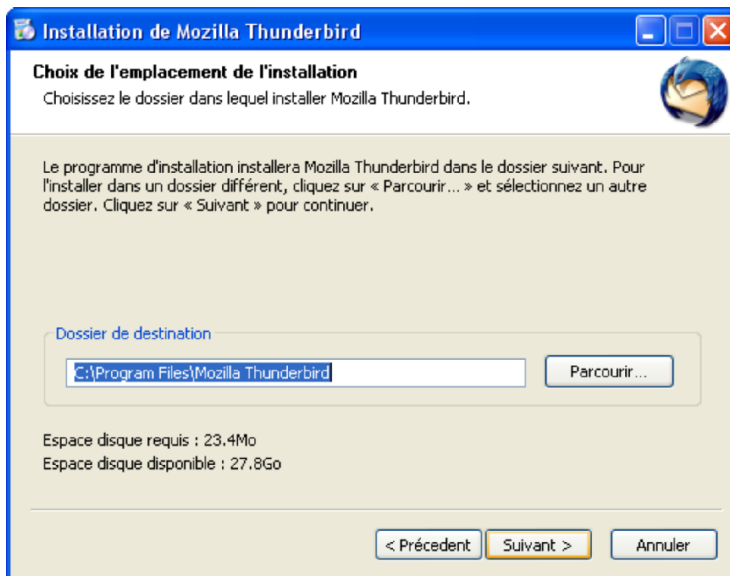 Installation de Mozilla Thunderbird
Choix de l'emplacement de l'installation
Choisissez le dossier dans lequel installer Mozilla Thunderbird.
Le programme d'installation installera Mozilla Thunderbird dans le dossier suivant. Pour
l'installer dans un dossier différent, cliquez sur « Parcourir... » et sélectionnez un autre
dossier. Cliquez sur « Suivant » pour continuer.
Dossier de destination
C:\Program Files\Mozilla Thunderbird
Parcourir...
Espace disque requis : 23.4Mo
Espace disque disponible : 27.8Go
< Précedent
Suivant >
Annuler